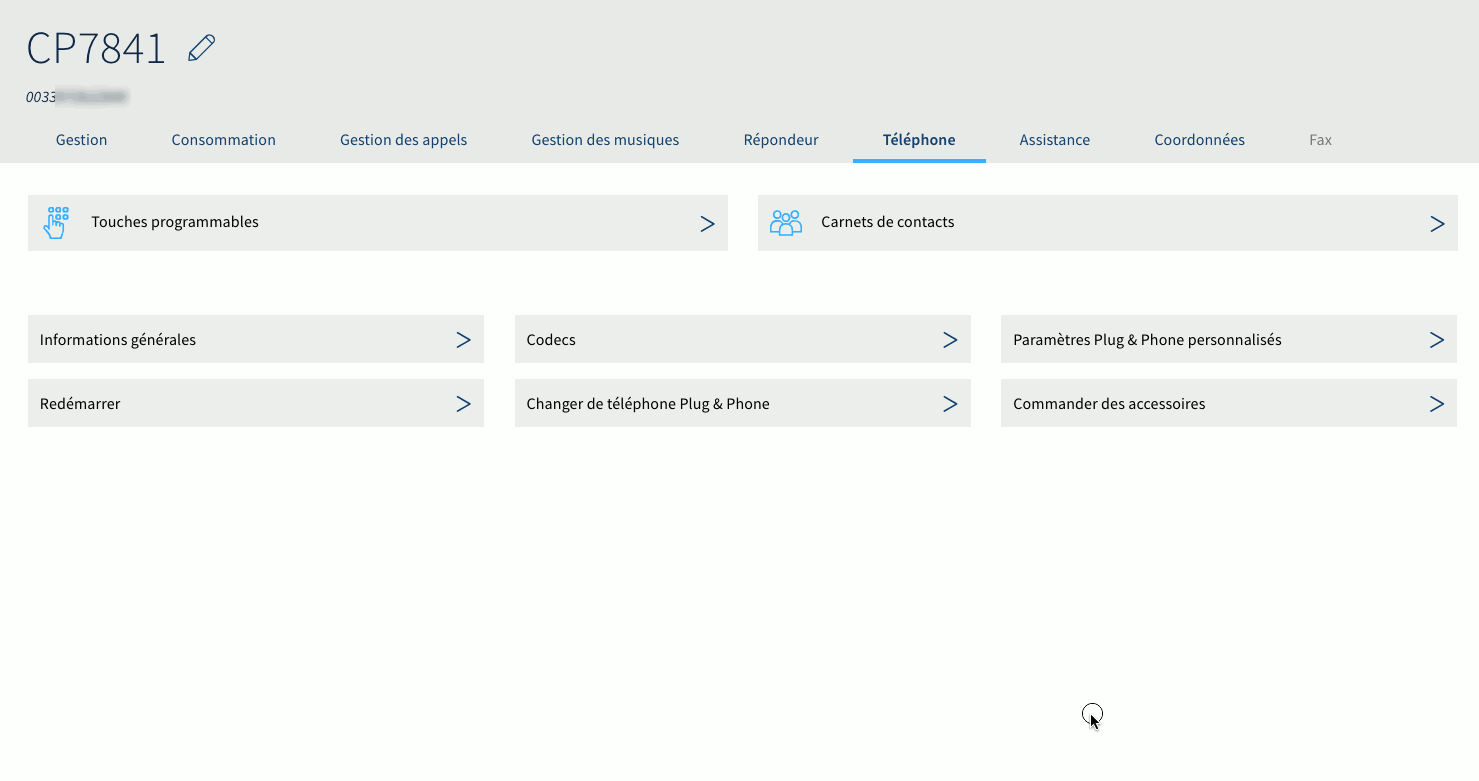 CP7841
0033
Gestion Consommation Gestion des appels Gestion des musiques Répondeur Téléphone Assistance Coordonnées Fax
Touches programmables > Carnets de contacts >
Informations générales > Codecs > Paramètres Plug & Phone personnalisés >
Redémarrer > Changer de téléphone Plug & Phone > Commander des accessoires >